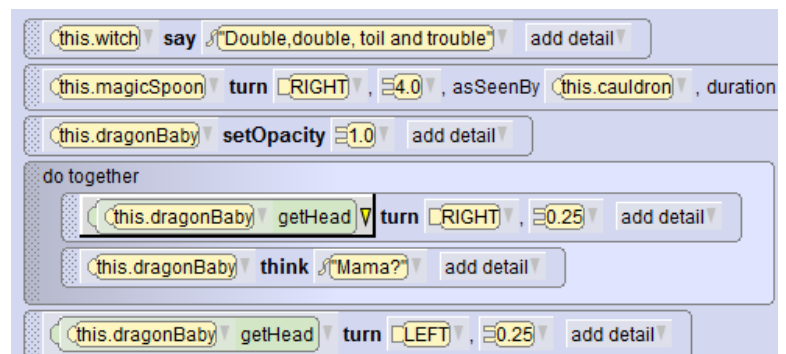 this.witch say "Double,double, toil and trouble" add detail
this.magicSpoon turn RIGHT , 4.0 , asSeenBy this.cauldron , duration
this.dragonBaby setOpacity 1.0 add detail
do together
this.dragonBaby getHead turn RIGHT , 0.25 add detail
this.dragonBaby think "Mama?" add detail
this.dragonBaby getHead turn LEFT , 0.25 add detail